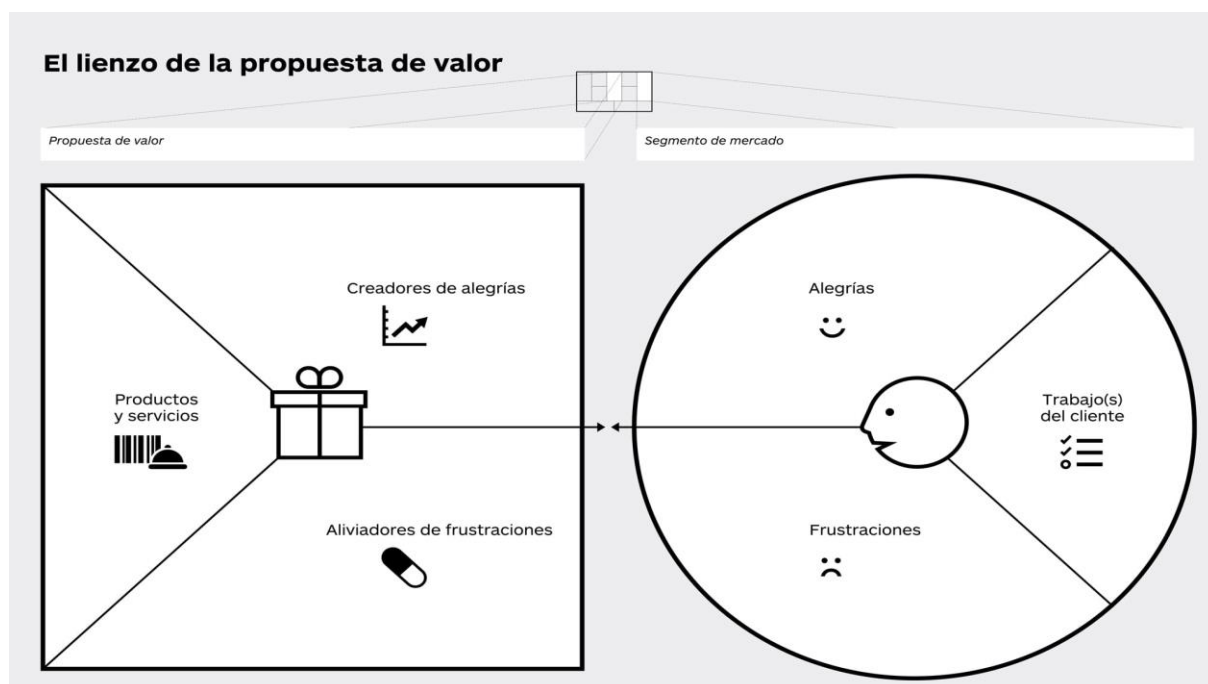 El lienzo de la propuesta de valor
Propuesta de valor
Segmento de mercado
Creadores de alegrías
Alegrías
Productos
y servicios
Trabajo(s)
del cliente
Aliviadores de frustraciones
Frustraciones